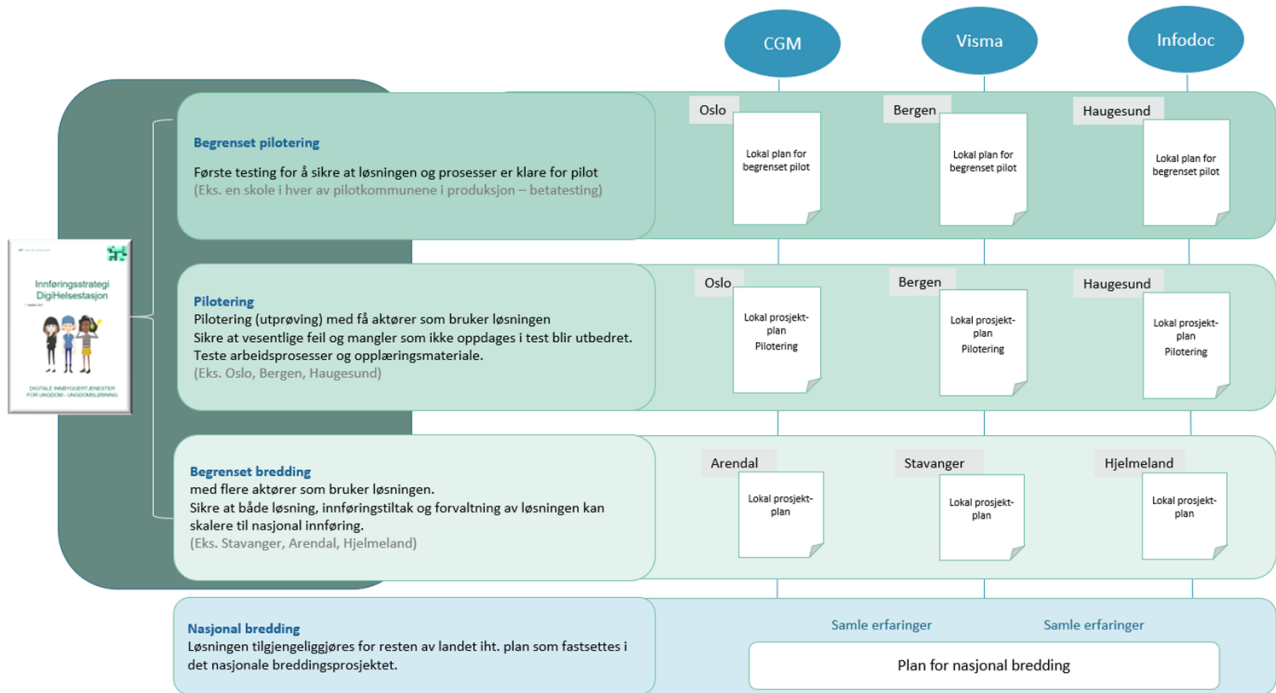 CGM
Visma
Infodoc
Begrenset pilotering
Første testing for å sikre at løsningen og prosesser er klare for pilot
(Eks. en skole i hver av pilotkommunene i produksjon – betatesting)
Oslo
Lokal plan for
begrenset pilot
Bergen
Lokal plan for
begrenset pilot
Haugesund
Lokal plan for
begrenset pilot
Innføringsstrategi
DigiHelsestasjon
DIGITALE INNBYGGERTJENESTER
FOR UNGDOM - UNGDOMSLØSNING
Pilotering
Pilotering (utprøving) med få aktører som bruker løsningen
Sikre at vesentlige feil og mangler som ikke oppdages i test blir utbedret.
Teste arbeidsprosesser og opplæringsmateriale.
(Eks. Oslo, Bergen, Haugesund)
Oslo
Lokal prosjekt-
plan
Pilotering
Bergen
Lokal prosjekt-
plan
Pilotering
Haugesund
Lokal prosjekt-
plan
Pilotering
Begrenset bredding
med flere aktører som bruker løsningen.
Sikre at både løsning, innføringstiltak og forvaltning av løsningen kan
skalere til nasjonal innføring.
(Eks. Stavanger, Arendal, Hjelmeland)
Arendal
Lokal prosjekt-
plan
Stavanger
Lokal prosjekt-
plan
Hjelmeland
Lokal prosjekt-
plan
Nasjonal bredding
Løsningen tilgjengeliggjøres for resten av landet iht. plan som fastsettes i
det nasjonale breddingsprosjektet.
Samle erfaringer
Samle erfaringer
Plan for nasjonal bredding